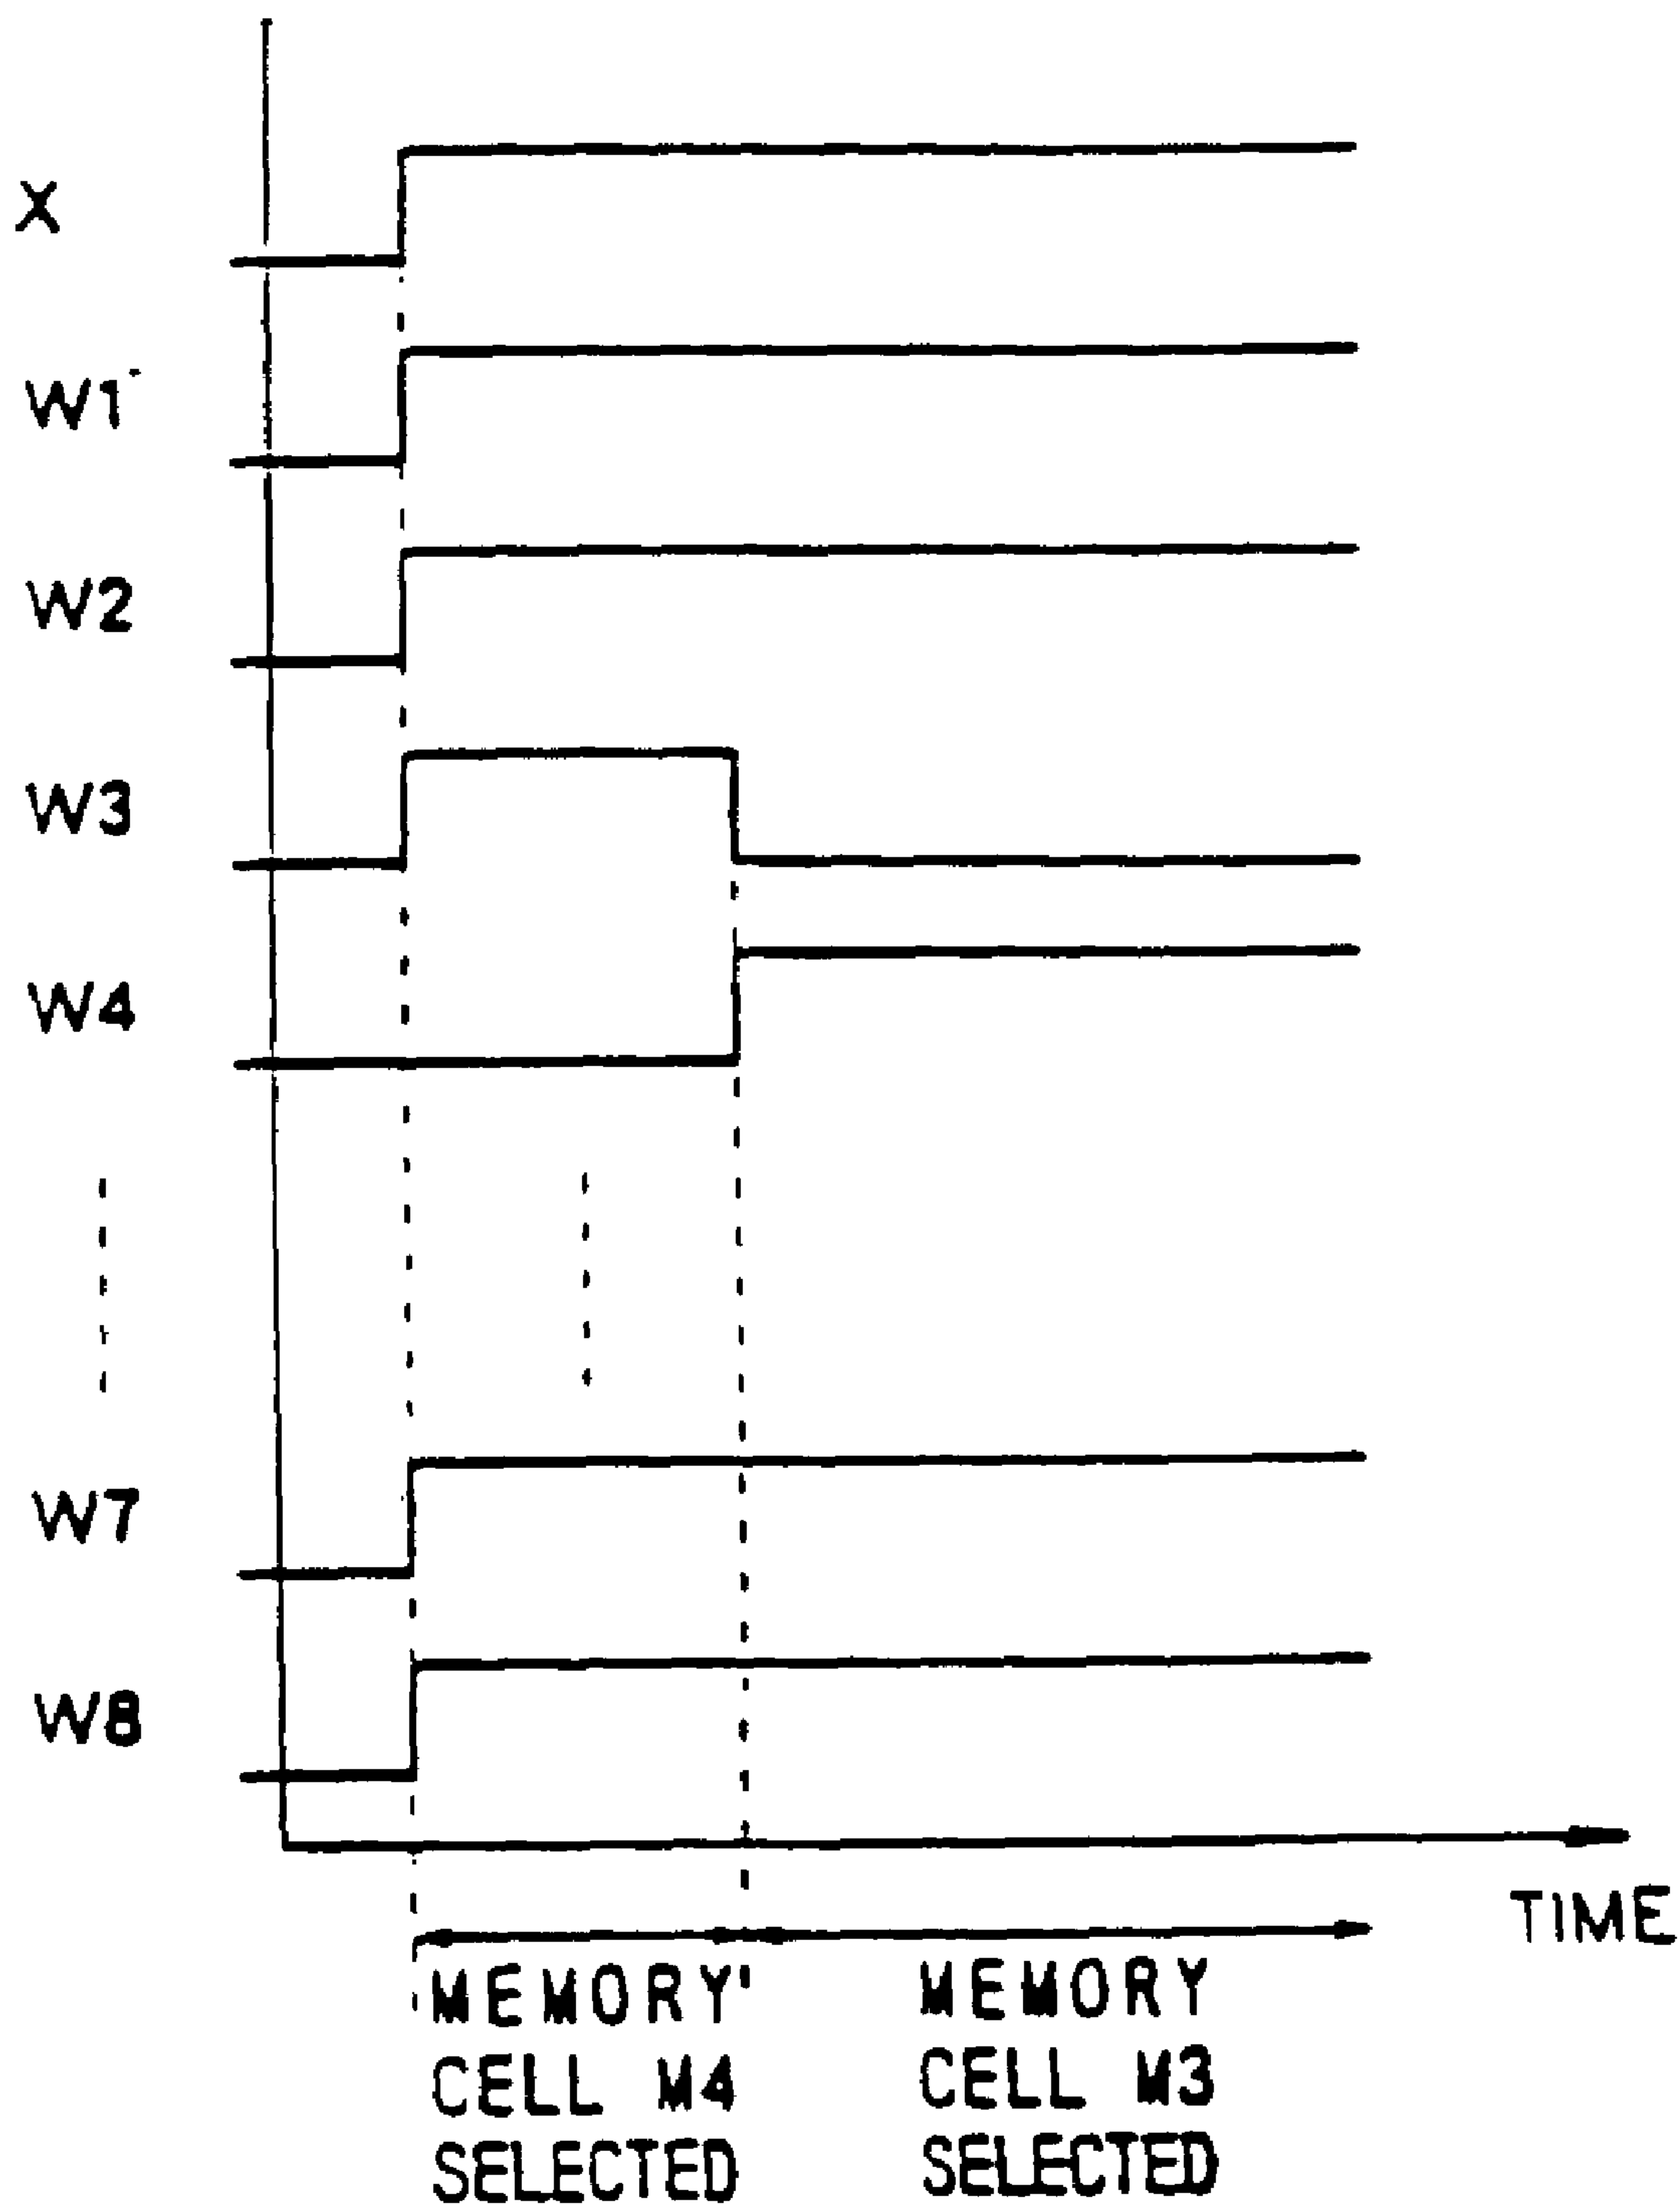 X
W1
W2
W3
W4
W7
W8
TIME
MEMORY
CELL M4
SELECTED
MEMORY
CELL M3
SELECTED